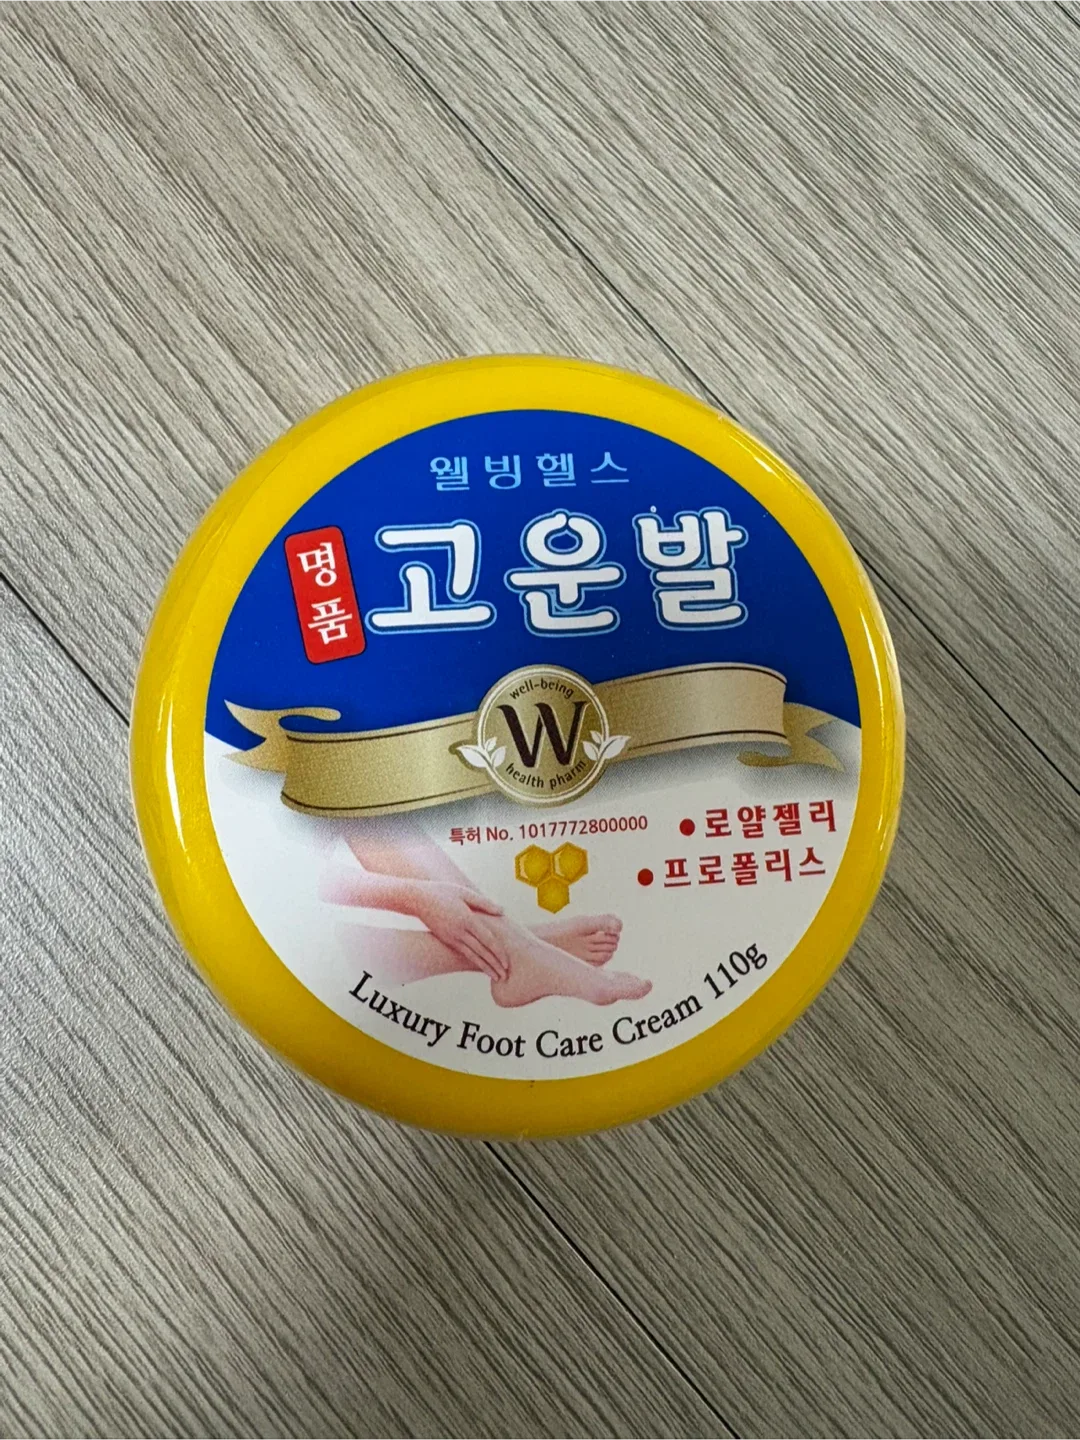 웰빙헬스
명품
고운발
well-being
W
health pharm
특허 No. 1017772800000
• 로얄젤리
• 프로폴리스
Luxury Foot Care Cream 110g